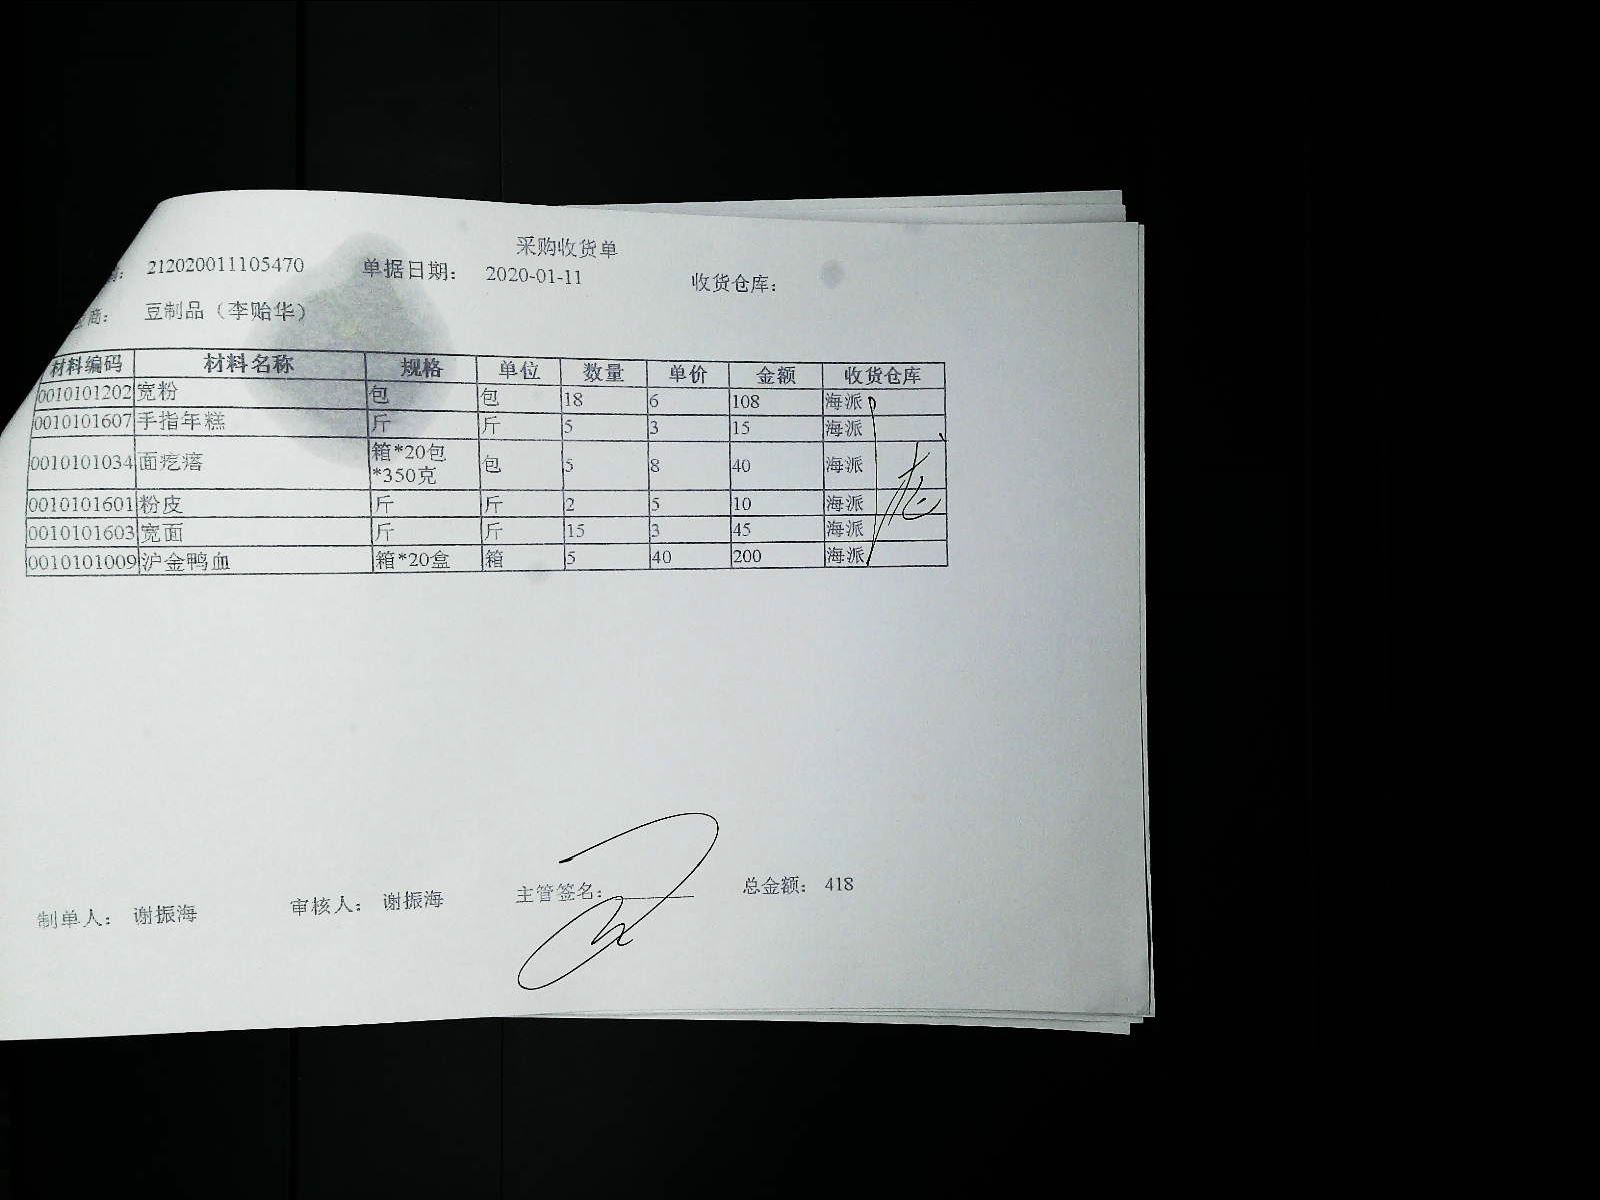 采购收货单
212020011105470 单据日期: 2020-01-11 收货仓库:
商: 豆制品（李贻华）
材料编码 材料名称 规格 单位 数量 单价 金额 收货仓库
0010101202 宽粉 包 包 18 6 108 海派
0010101607 手指年糕 斤 斤 5 3 15 海派
0010101034 面疙瘩 箱*20包*350克 包 5 8 40 海派
0010101601 粉皮 斤 斤 2 5 10 海派
0010101603 宽面 斤 斤 15 3 45 海派
0010101009 沪金鸭血 箱*20盒 箱 5 40 200 海派
制单人: 谢振海 审核人: 谢振海 主管签名: 总金额: 418